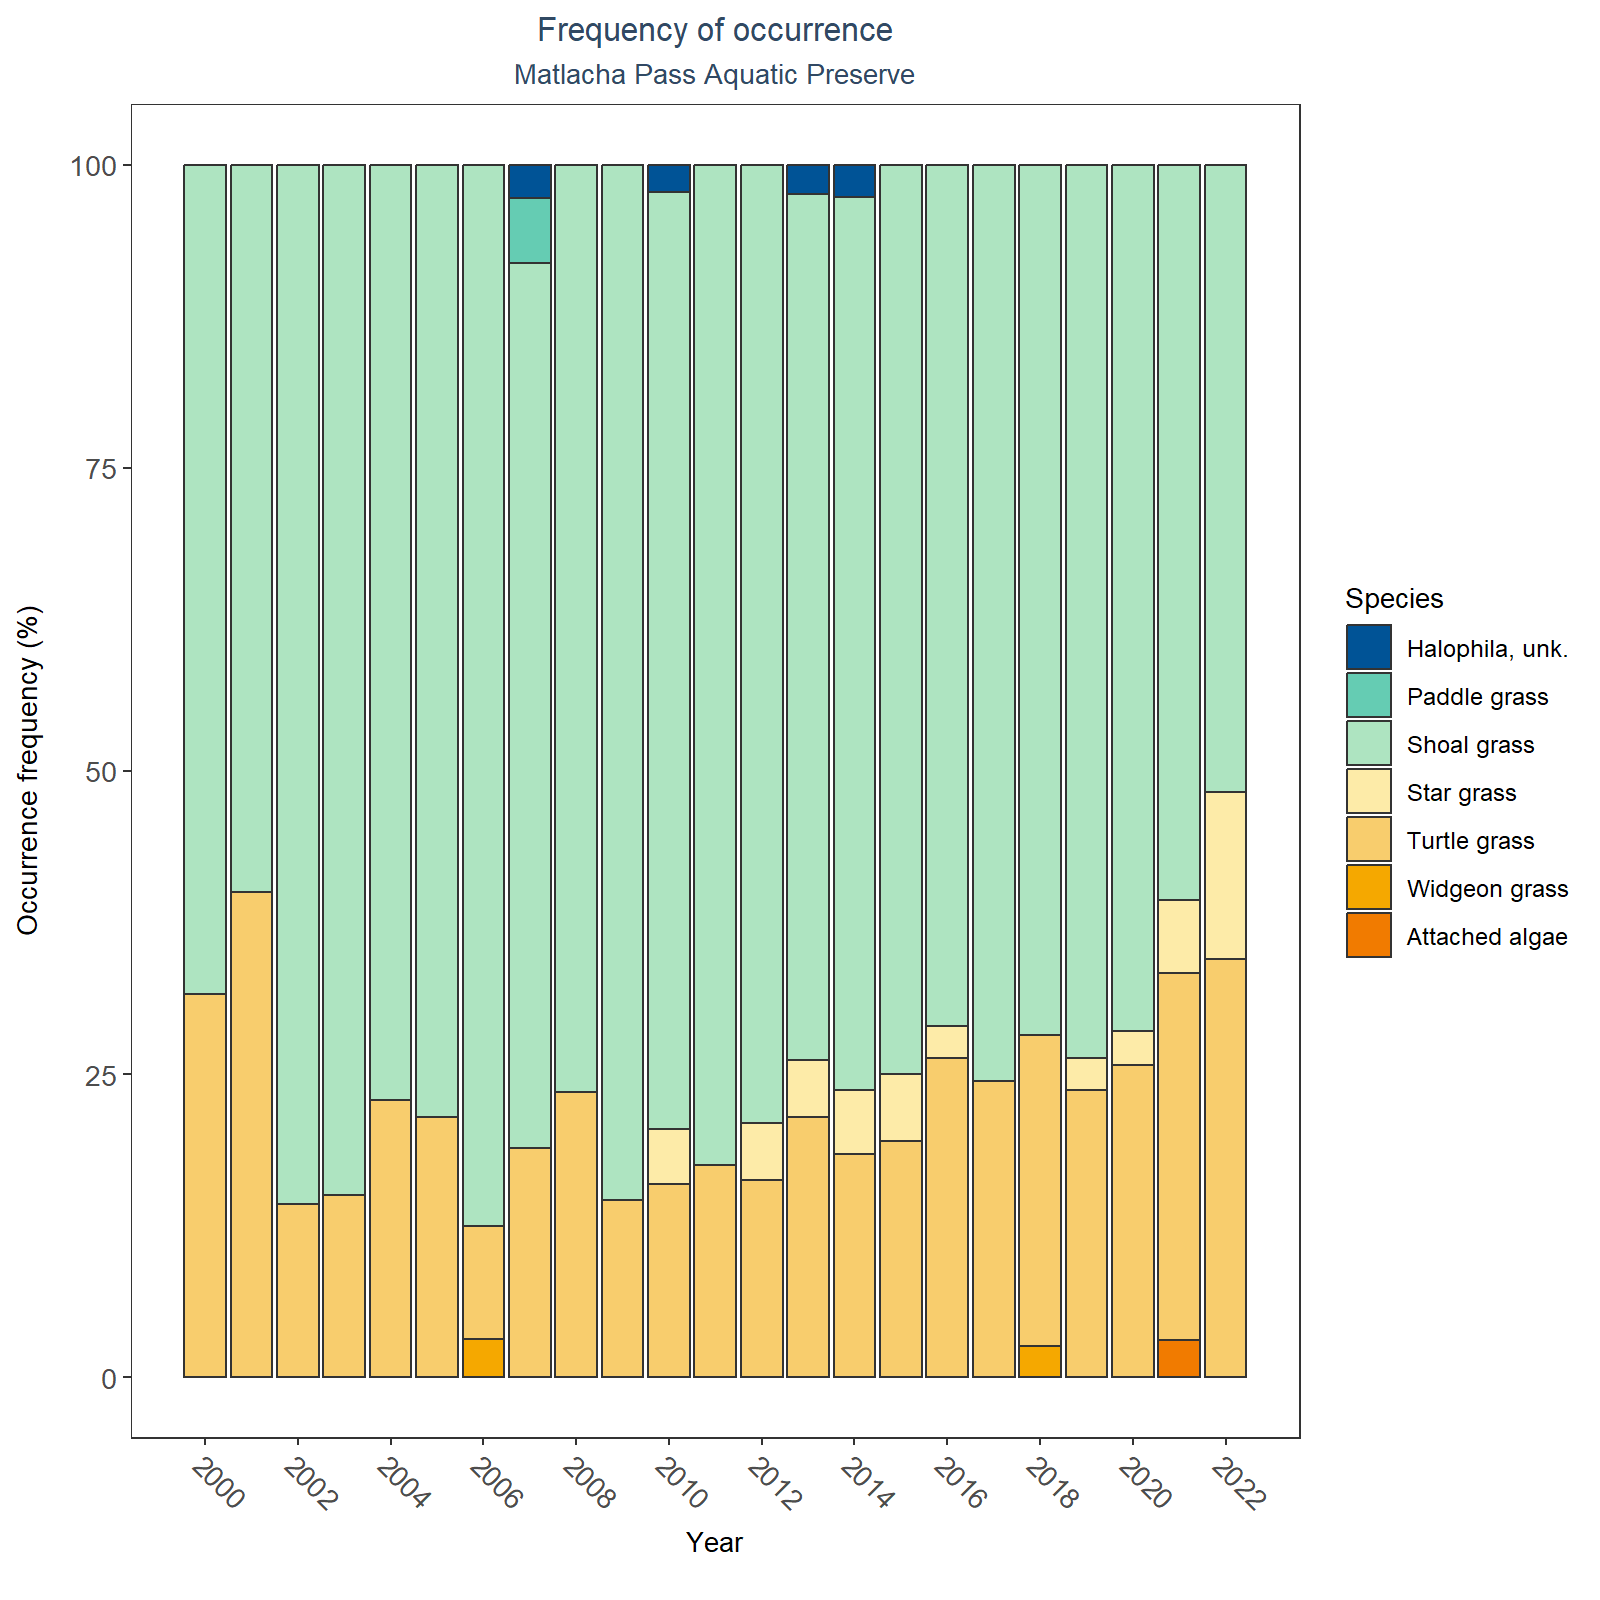 Frequency of occurrence
Matlacha Pass Aquatic Preserve
Occurrence frequency (%)
100
75
50
25
0
2000
2002
2004
2006
2008
2010
2012
2014
2016
2018
2020
2022
Year
Species
Halophila, unk.
Paddle grass
Shoal grass
Star grass
Turtle grass
Widgeon grass
Attached algae